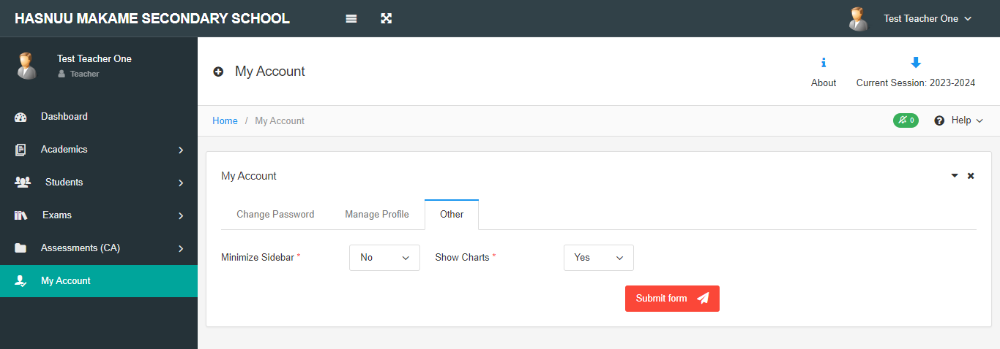 HASNUU MAKAME SECONDARY SCHOOL
Test Teacher One
Test Teacher One
Teacher
Dashboard
Academics
Students
Exams
Assessments (CA)
My Account
My Account
About
Current Session: 2023-2024
Home / My Account
0
Help
My Account
Change Password Manage Profile Other
Minimize Sidebar * No Show Charts * Yes
Submit form